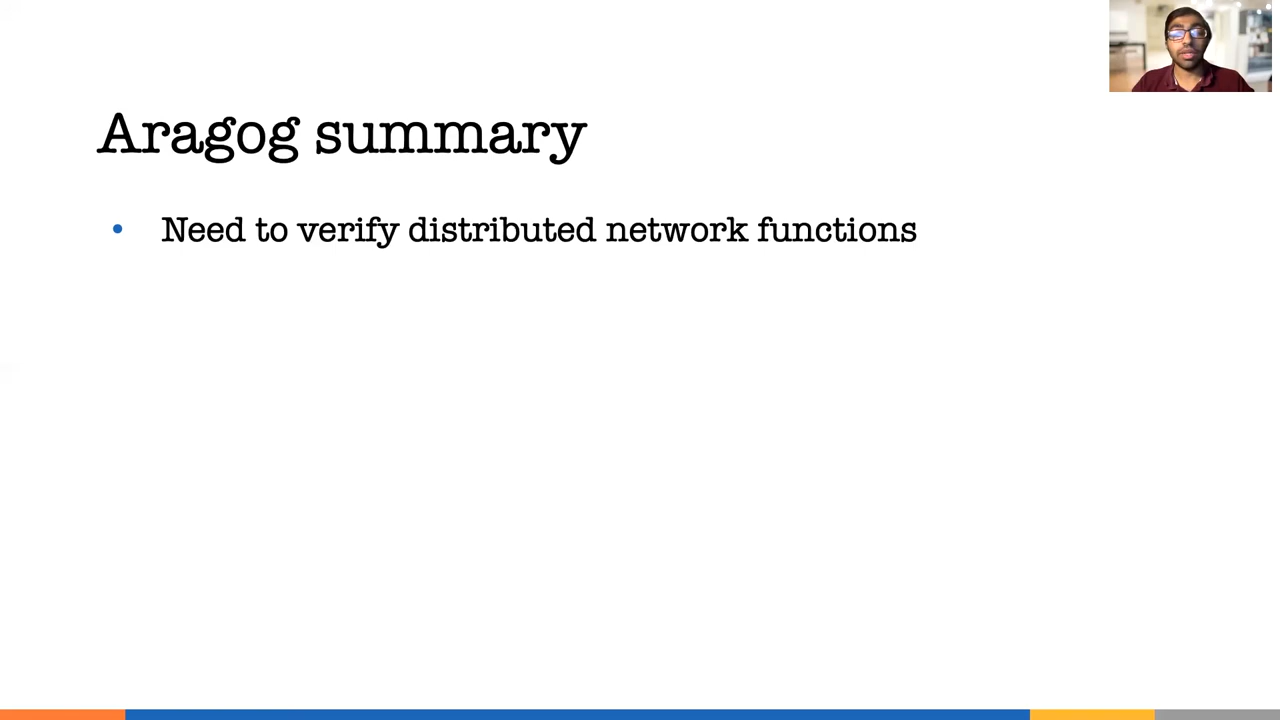 Aragog summary
• Need to verify distributed network functions